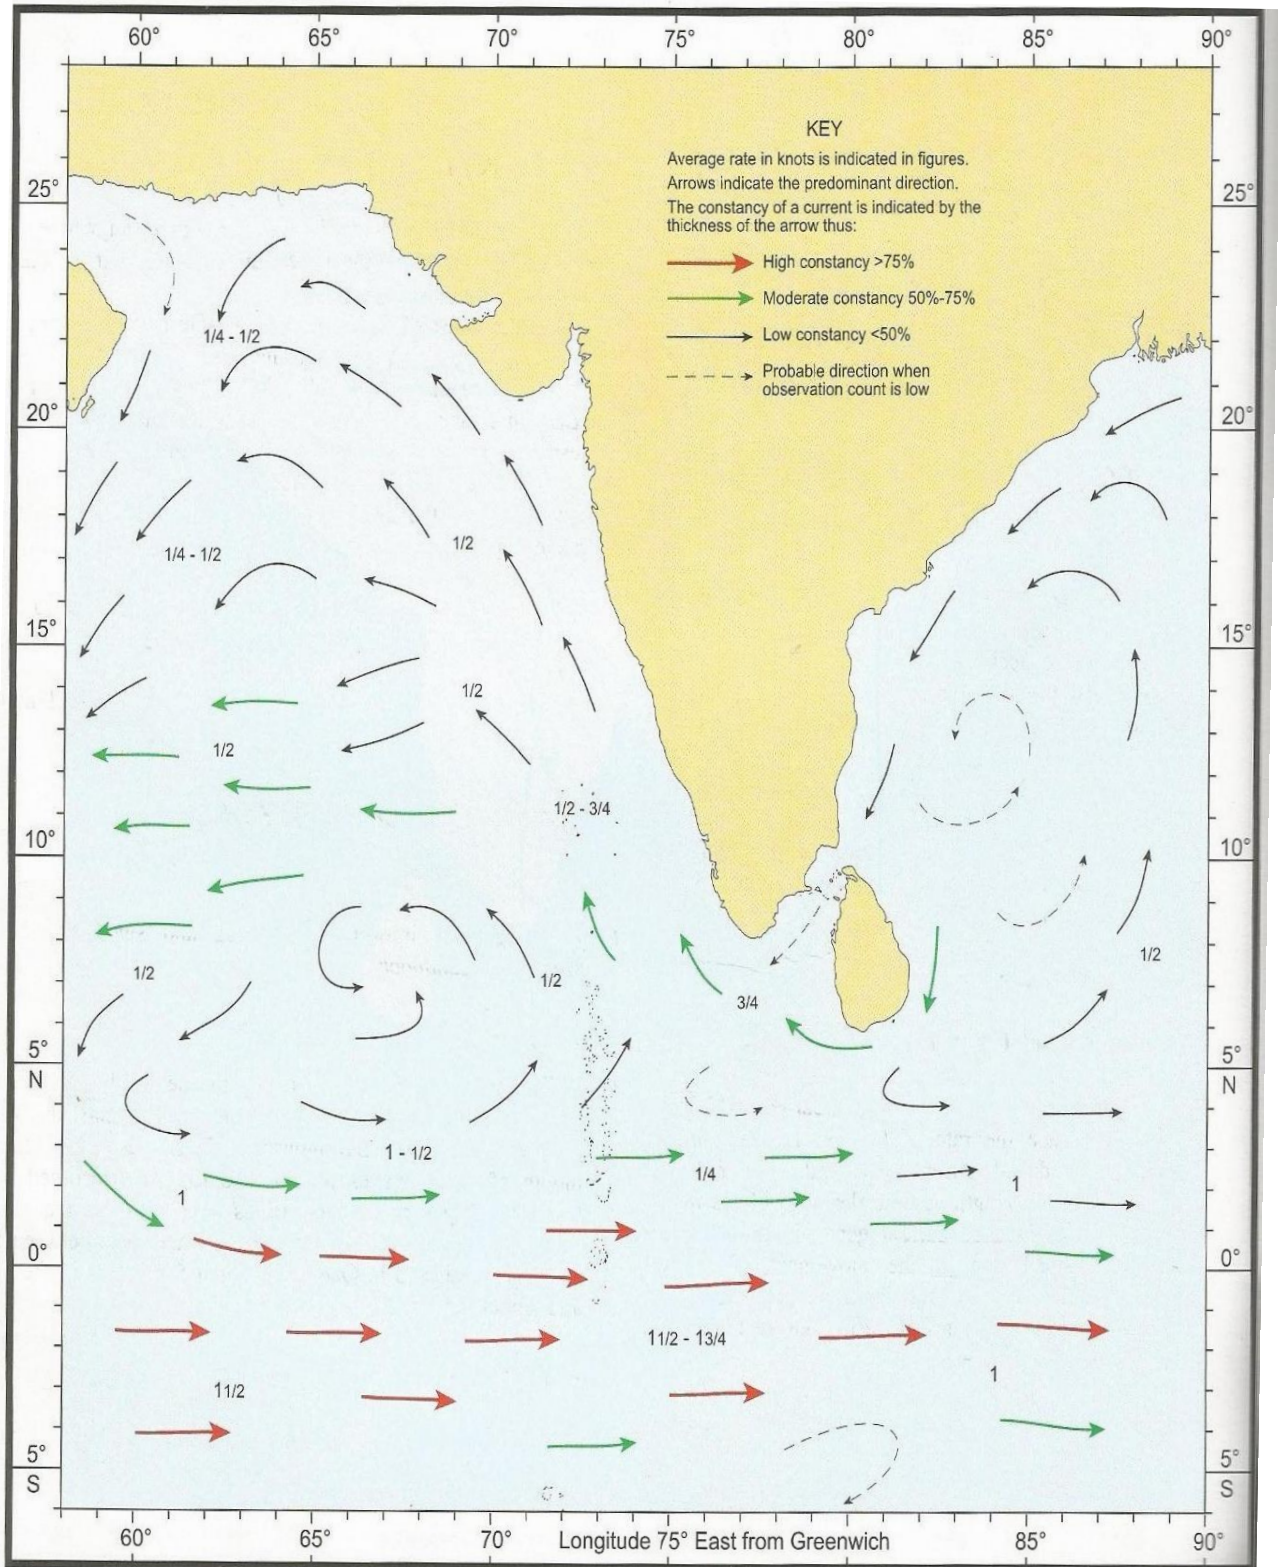 60° 65° 70° 75° 80° 85° 90°
KEY
Average rate in knots is indicated in figures.
Arrows indicate the predominant direction.
The constancy of a current is indicated by the
thickness of the arrow thus:
High constancy >75%
Moderate constancy 50%-75%
Low constancy <50%
Probable direction when
observation count is low
25° 25°
1/4 - 1/2
20° 20°
1/2
1/4 - 1/2
15° 15°
1/2
1/2
1/2 - 3/4
10° 10°
1/2
1/2
1/2
3/4
5° 5°
N N
1 - 1/2
1/4
1
1
0° 0°
11/2 - 13/4
1
11/2
5° 5°
S S
60° 65° 70° Longitude 75° East from Greenwich 85° 90°